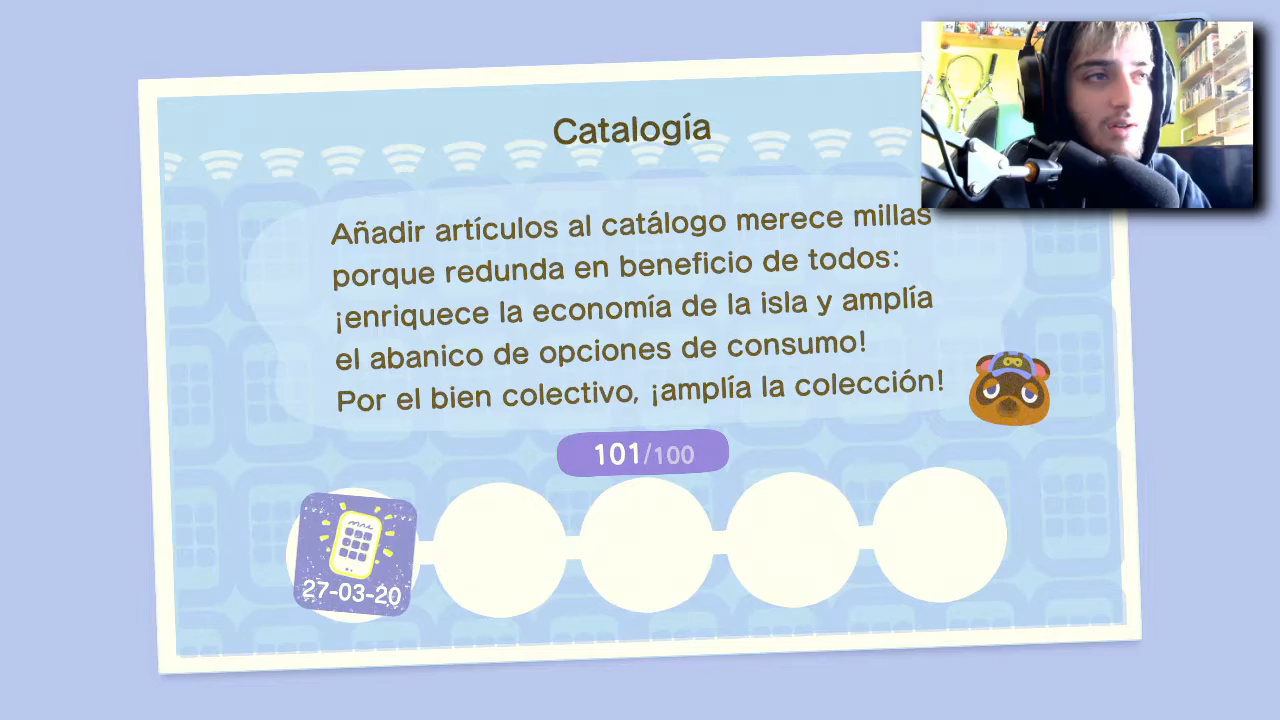 Catalogía
Añadir artículos al catálogo merece millas
porque redunda en beneficio de todos:
¡enriquece la economía de la isla y amplía
el abanico de opciones de consumo!
Por el bien colectivo, ¡amplía la colección!
101/100
27-03-20